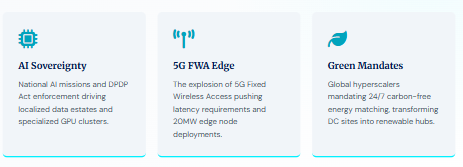 AI Sovereignty
National AI missions and DPDP
Act enforcement driving
localized data estates and
specialized GPU clusters.
5G FWA Edge
The explosion of 5G Fixed
Wireless Access pushing
latency requirements and
20MW edge node
deployments.
Green Mandates
Global hyperscalers
mandating 24/7 carbon-free
energy matching, transforming
DC sites into renewable hubs.